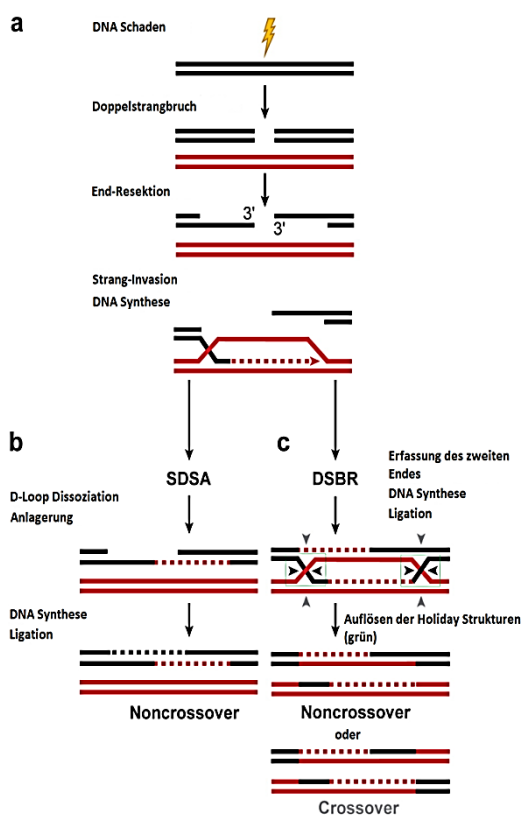 a
DNA Schaden
Doppelstrangbruch
End-Resektion
3'
3'
Strang-Invasion
DNA Synthese
b
c
SDSA
DSBR
Erfassung des zweiten
Endes
DNA Synthese
Ligation
D-Loop Dissoziation
Anlagerung
DNA Synthese
Ligation
Auflösen der Holiday Strukturen
(grün)
Noncrossover
Noncrossover
oder
Crossover